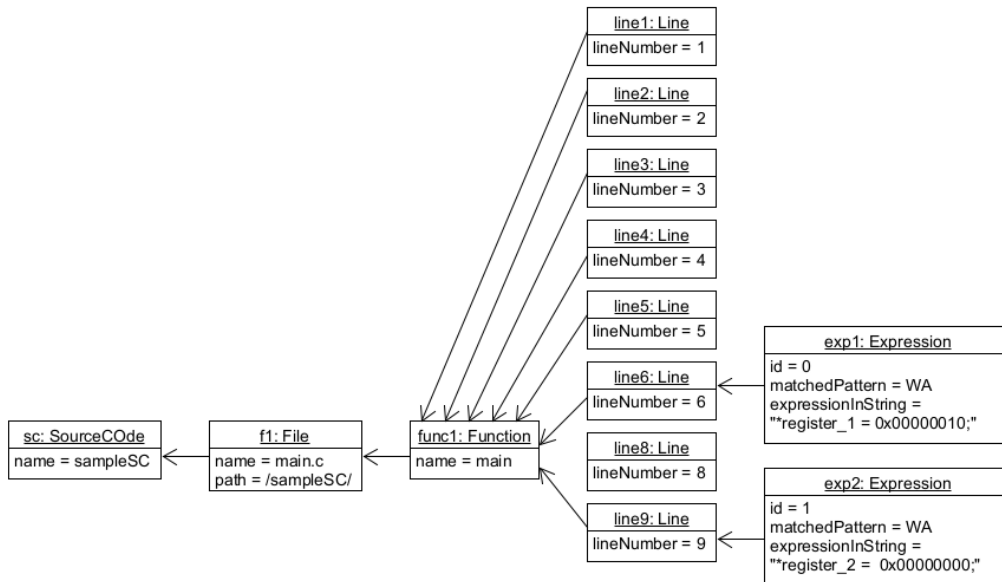 line1: Line
lineNumber = 1
line2: Line
lineNumber = 2
line3: Line
lineNumber = 3
line4: Line
lineNumber = 4
line5: Line
lineNumber = 5
line6: Line
lineNumber = 6
line8: Line
lineNumber = 8
line9: Line
lineNumber = 9
exp1: Expression
id = 0
matchedPattern = WA
expressionInString =
"*register_1 = 0x00000010;"
exp2: Expression
id = 1
matchedPattern = WA
expressionInString =
"*register_2 =  0x00000000;"
sc: SourceCOde
name = sampleSC
f1: File
name = main.c
path = /sampleSC/
func1: Function
name = main